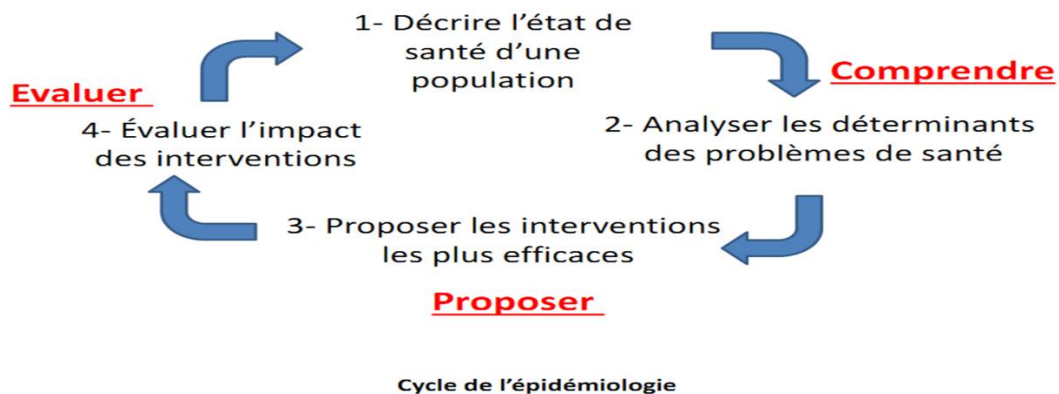 1- Décrire l'état de
santé d'une
population
Comprendre
2- Analyser les déterminants
des problèmes de santé
3- Proposer les interventions
les plus efficaces
Proposer
Evaluer
4- Évaluer l'impact
des interventions
Cycle de l'épidémiologie